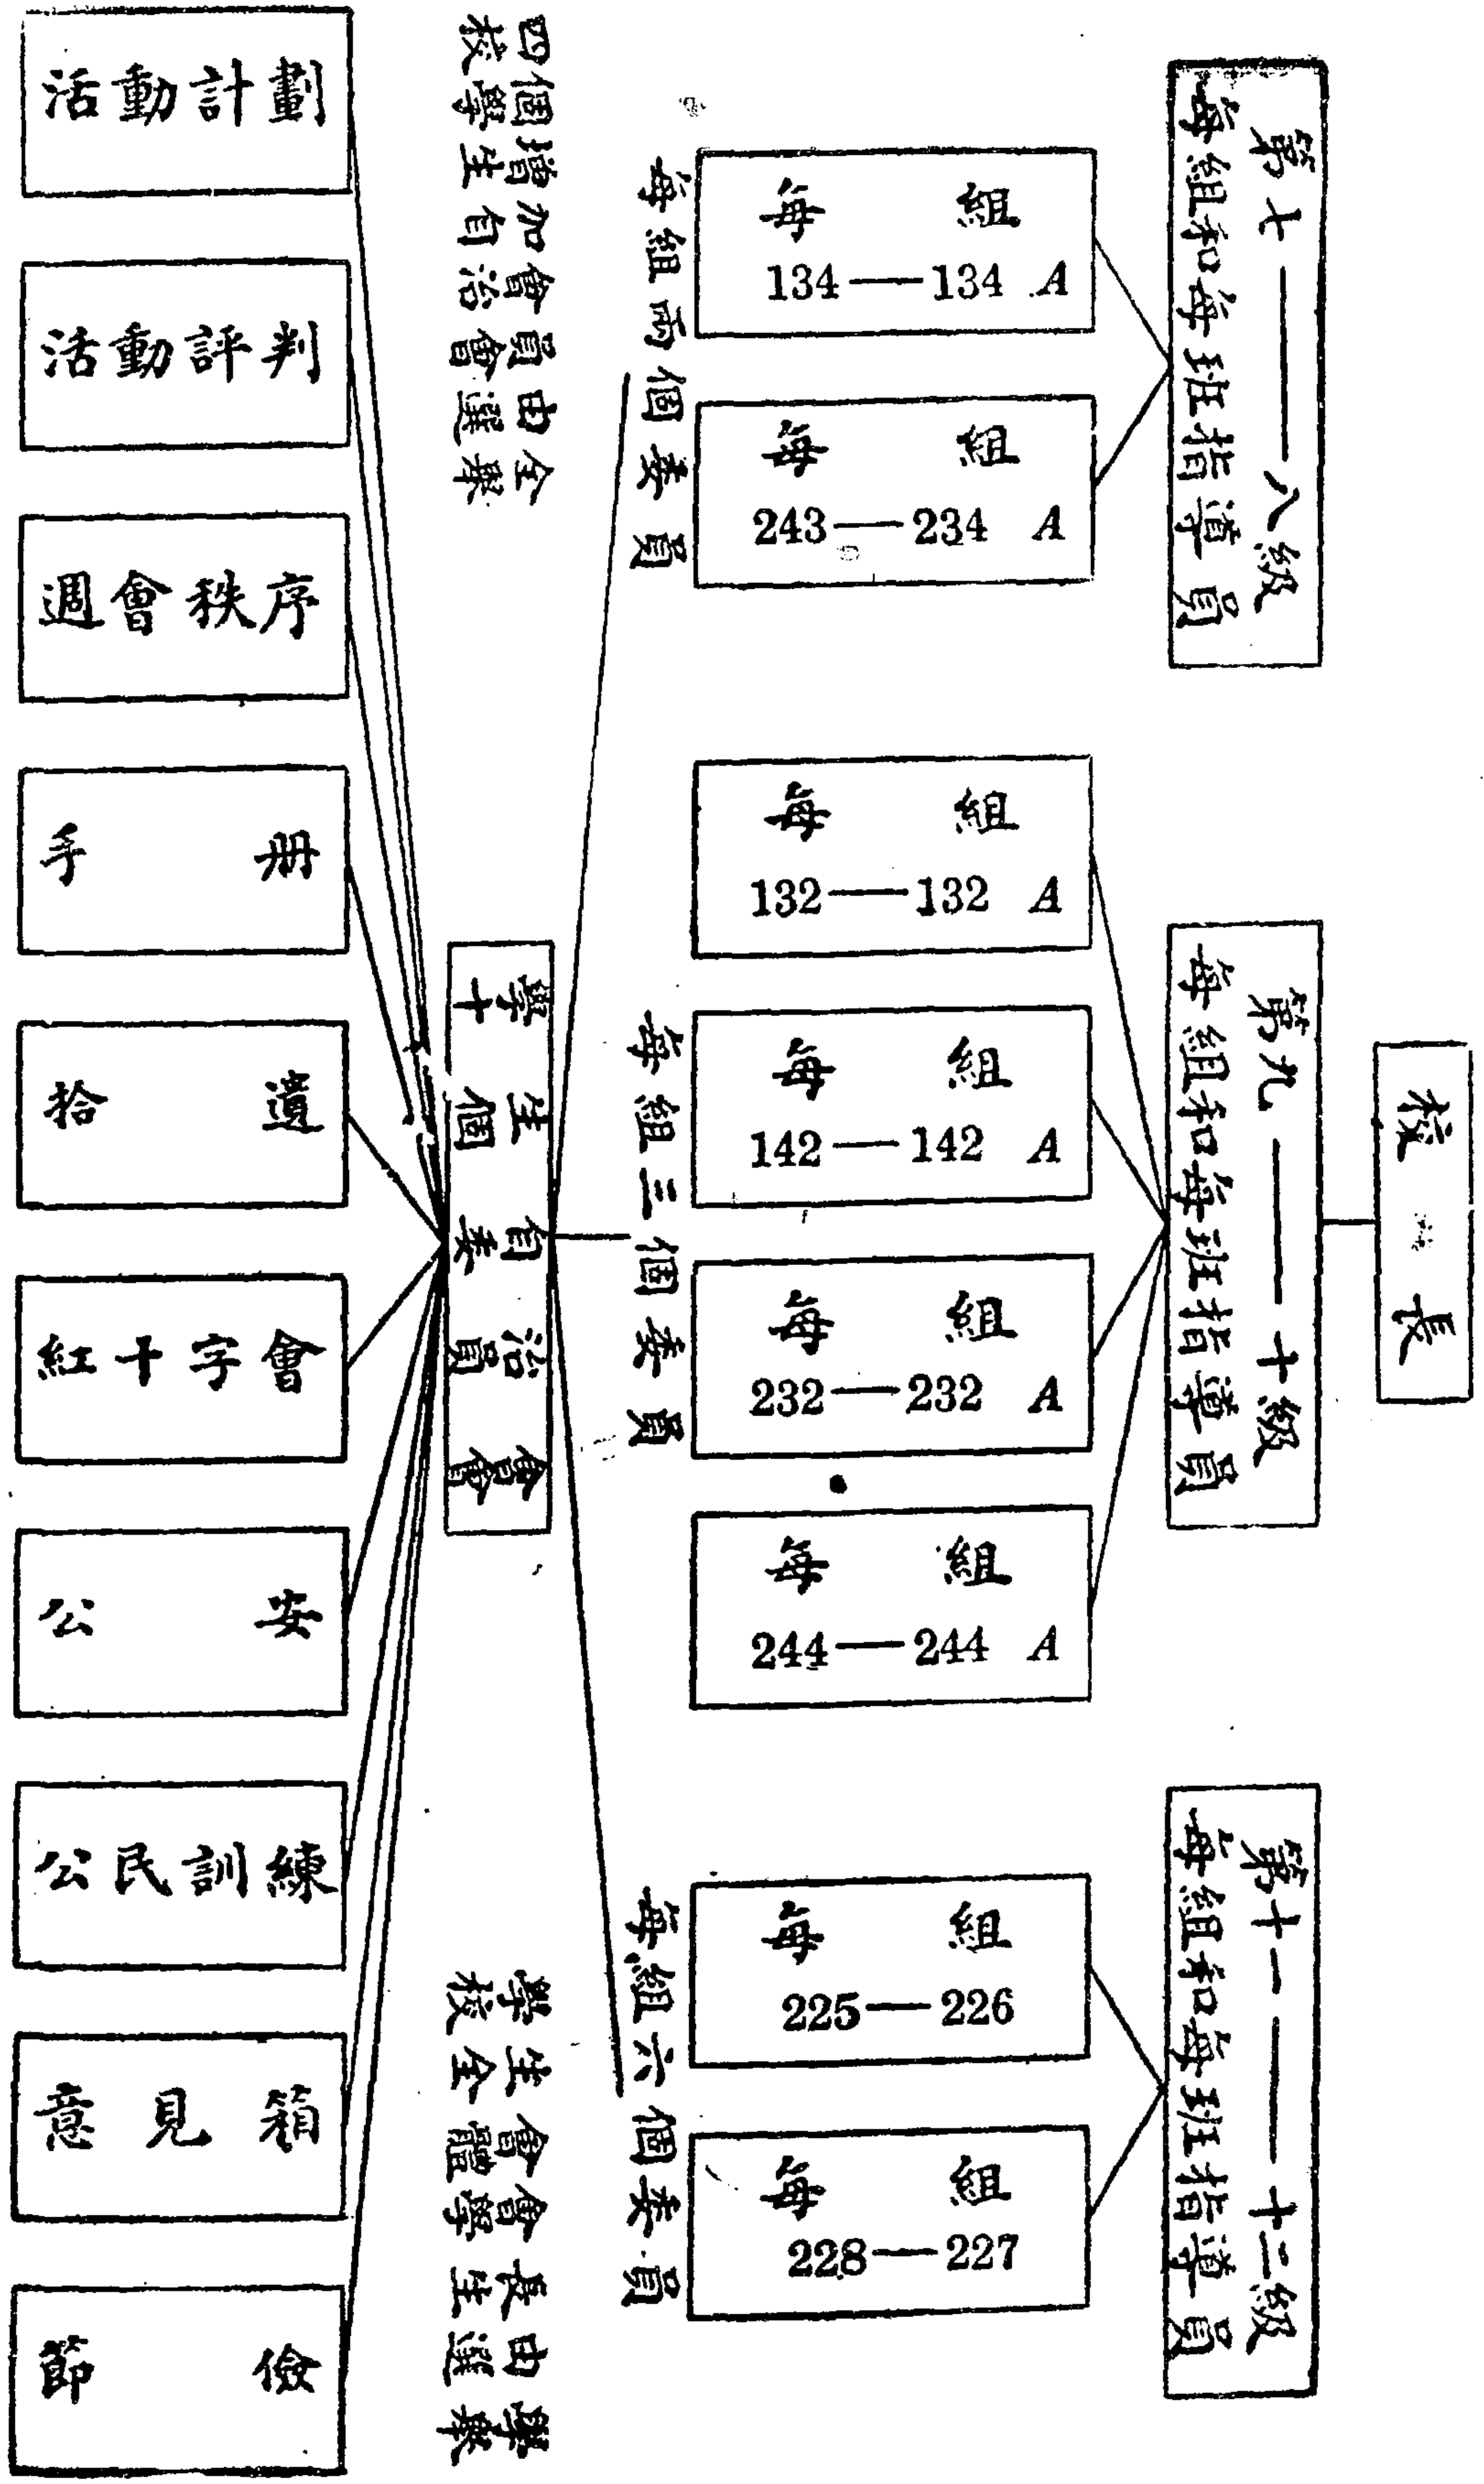 校長
第七——八級
每組和每班指導員
第九——十級
每組和每班指導員
第十一——十二級
每組和每班指導員
每組
134——134 A
每組
243——234 A
每組
132——132 A
每組
142——142 A
每組
232——232 A
每組
244——244 A
每組
225——226
每組
228——227
每組兩個委員
每組三個委員
每組六個委員
四個增加會員由全
校學生自治會選舉
學生自治會
十個委員會
學生會會長由學
校全體學生選舉
活動計劃
活動評判
週會秩序
手册
拾遺
紅十字會
公安
公民訓練
意見箱
節儉